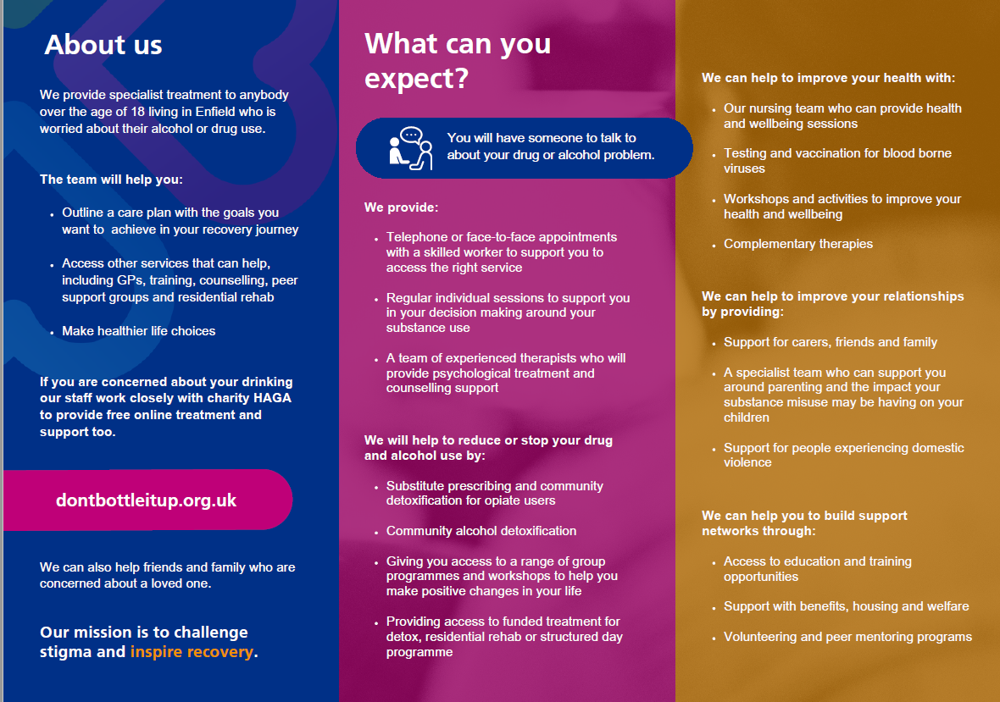 About us
We provide specialist treatment to anybody
over the age of 18 living in Enfield who is
worried about their alcohol or drug use.
The team will help you:
• Outline a care plan with the goals you
want to  achieve in your recovery journey
• Access other services that can help,
including GPs, training, counselling, peer
support groups and residential rehab
• Make healthier life choices
If you are concerned about your drinking
our staff work closely with charity HAGA
to provide free online treatment and
support too.
dontbottleitup.org.uk
We can also help friends and family who are
concerned about a loved one.
Our mission is to challenge
stigma and inspire recovery.
What can you
expect?
You will have someone to talk to
about your drug or alcohol problem.
We provide:
• Telephone or face-to-face appointments
with a skilled worker to support you to
access the right service
• Regular individual sessions to support you
in your decision making around your
substance use
• A team of experienced therapists who will
provide psychological treatment and
counselling support
We will help to reduce or stop your drug
and alcohol use by:
• Substitute prescribing and community
detoxification for opiate users
• Community alcohol detoxification
• Giving you access to a range of group
programmes and workshops to help you
make positive changes in your life
• Providing access to funded treatment for
detox, residential rehab or structured day
programme
We can help to improve your health with:
• Our nursing team who can provide health
and wellbeing sessions
• Testing and vaccination for blood borne
viruses
• Workshops and activities to improve your
health and wellbeing
• Complementary therapies
We can help to improve your relationships
by providing:
• Support for carers, friends and family
• A specialist team who can support you
around parenting and the impact your
substance misuse may be having on your
children
• Support for people experiencing domestic
violence
We can help you to build support
networks through:
• Access to education and training
opportunities
• Support with benefits, housing and welfare
• Volunteering and peer mentoring programs